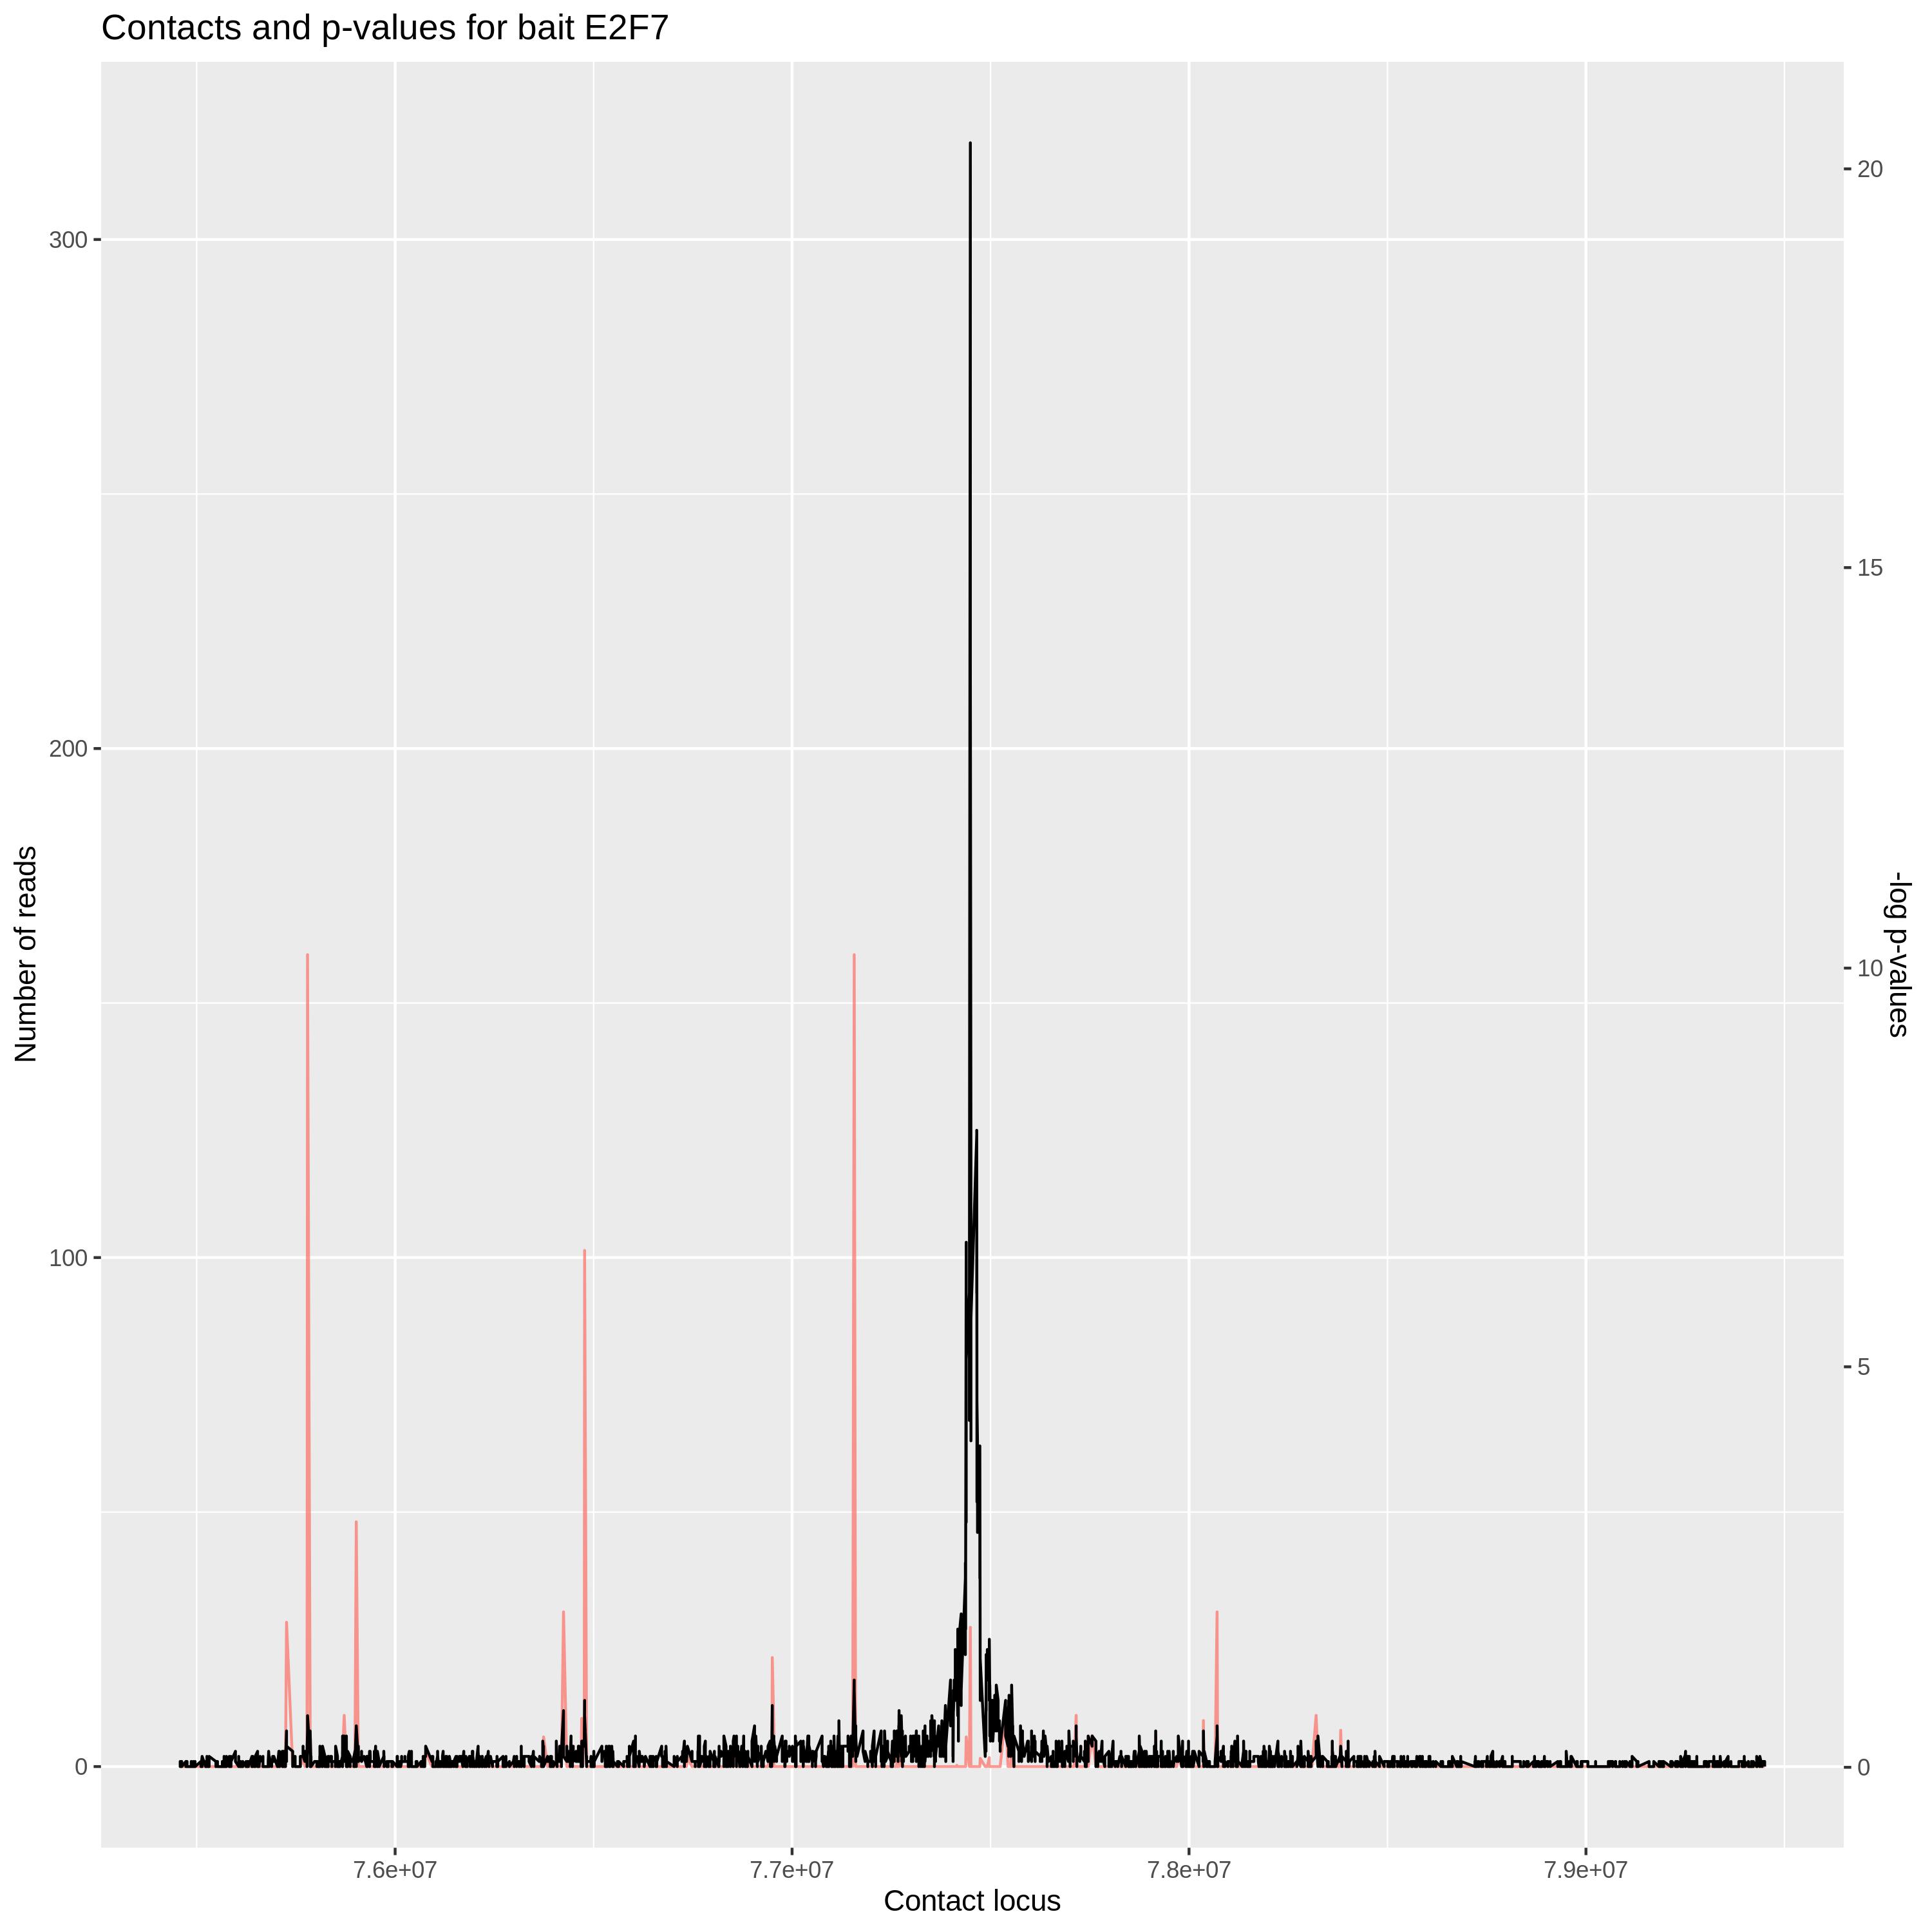 Contacts and p-values for bait E2F7
Number of reads
300
200
100
0
20
15
10
5
0
-log p-values
7.6e+07
7.7e+07
7.8e+07
7.9e+07
Contact locus